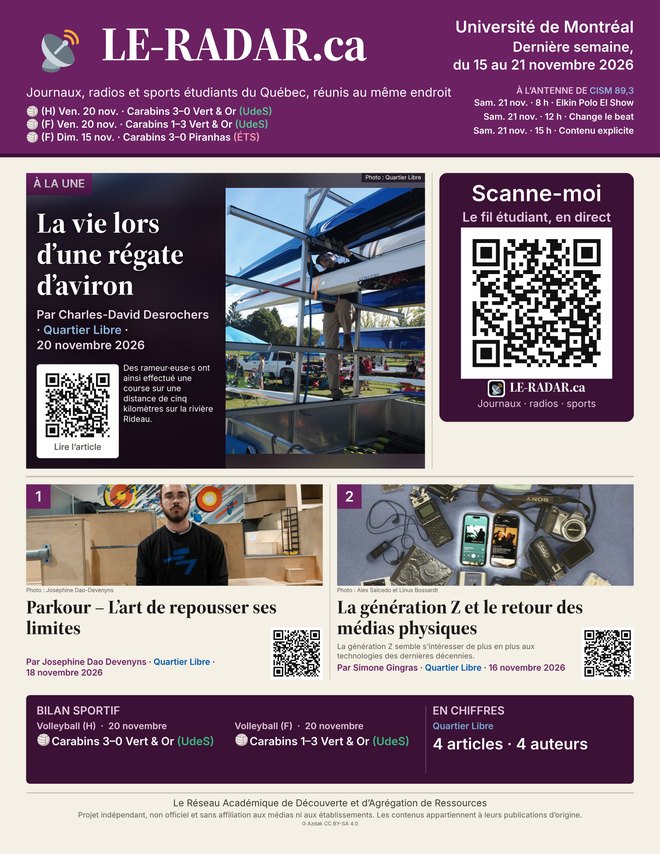 LE-RADAR.ca
Université de Montréal
Dernière semaine,
du 15 au 21 novembre 2026
Journaux, radios et sports étudiants du Québec, réunis au même endroit
(H) Ven. 20 nov. · Carabins 3–0 Vert & Or (UdeS)
(F) Ven. 20 nov. · Carabins 1–3 Vert & Or (UdeS)
(F) Dim. 15 nov. · Carabins 3–0 Piranhas (ÉTS)
À L'ANTENNE DE CISM 89,3
Sam. 21 nov. · 8 h · Elkin Polo El Show
Sam. 21 nov. · 12 h · Change le beat
Sam. 21 nov. · 15 h · Contenu explicite
À LA UNE
Photo : Quartier Libre
La vie lors
d'une régate
d'aviron
Par Charles-David Desrochers
· Quartier Libre ·
20 novembre 2026
Lire l'article
Des rameur·euse·s ont
ainsi effectué une
course sur une
distance de cinq
kilomètres sur la rivière
Rideau.
Scanne-moi
Le fil étudiant, en direct
LE-RADAR.ca
Journaux · radios · sports
1
Photo : Joséphine Dao-Devenyns
Parkour – L'art de repousser ses
limites
Par Josephine Dao Devenyns · Quartier Libre ·
18 novembre 2026
2
SONY
Photo : Alex Salcedo et Linus Bossardt
La génération Z et le retour des
médias physiques
La génération Z semble s'intéresser de plus en plus aux
technologies des dernières décennies.
Par Simone Gingras · Quartier Libre · 16 novembre 2026
BILAN SPORTIF
Volleyball (H) · 20 novembre
Carabins 3–0 Vert & Or (UdeS)
Volleyball (F) · 20 novembre
Carabins 1–3 Vert & Or (UdeS)
EN CHIFFRES
Quartier Libre
4 articles · 4 auteurs
Le Réseau Académique de Découverte et d'Agrégation de Ressources
Projet indépendant, non officiel et sans affiliation aux médias ni aux établissements. Les contenus appartiennent à leurs publications d'origine.
Azdak CC BY-SA 4.0